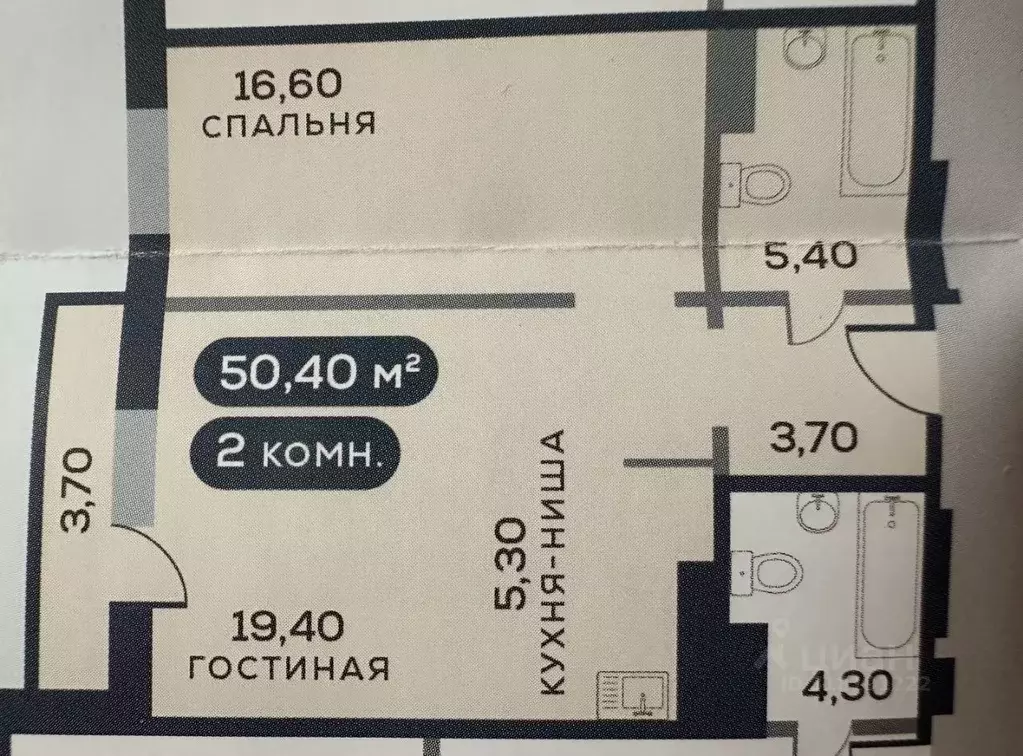 16,60
СПАЛЬНЯ
5,40
50,40 м²
2 КОМН.
3,70
3,70
5,30
КУХНЯ-НИША
19,40
ГОСТИНАЯ
4,30